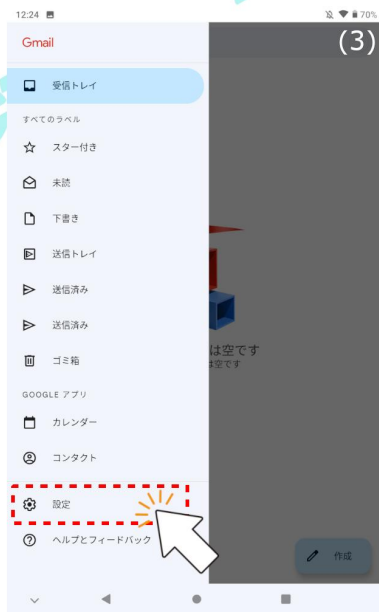 12:24 70%
Gmail
(3)
受信トレイ
すべてのラベル
スター付き
未読
下書き
送信トレイ
送信済み
送信済み
は空です
は空です
ゴミ箱
GOOGLE アプリ
カレンダー
コンタクト
設定
ヘルプとフィードバック
作成